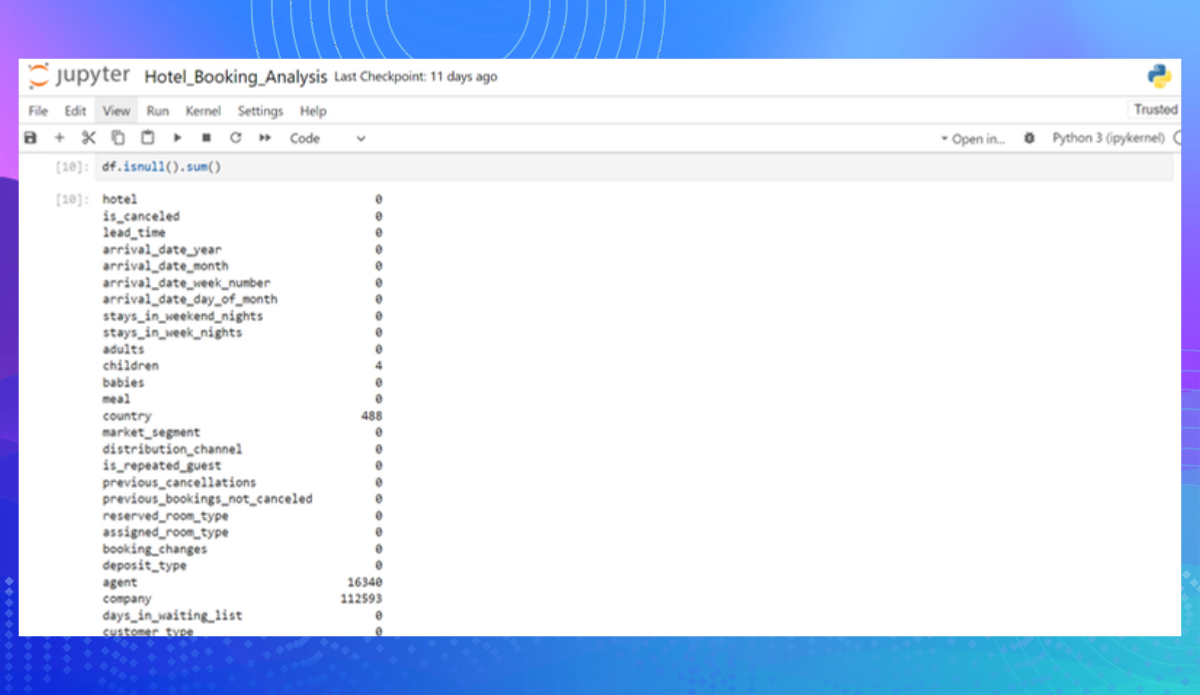 jupyter Hotel_Booking_Analysis Last Checkpoint: 11 days ago
File Edit View Run Kernel Settings Help Trusted
Code Open in... Python 3 (ipykernel)
[10]: df.isnull().sum()
[10]: hotel 0
is_canceled 0
lead_time 0
arrival_date_year 0
arrival_date_month 0
arrival_date_week_number 0
arrival_date_day_of_month 0
stays_in_weekend_nights 0
stays_in_week_nights 0
adults 0
children 4
babies 0
meal 0
country 488
market_segment 0
distribution_channel 0
is_repeated_guest 0
previous_cancellations 0
previous_bookings_not_canceled 0
reserved_room_type 0
assigned_room_type 0
booking_changes 0
deposit_type 0
agent 16340
company 112593
days_in_waiting_list 0
customer_type 0